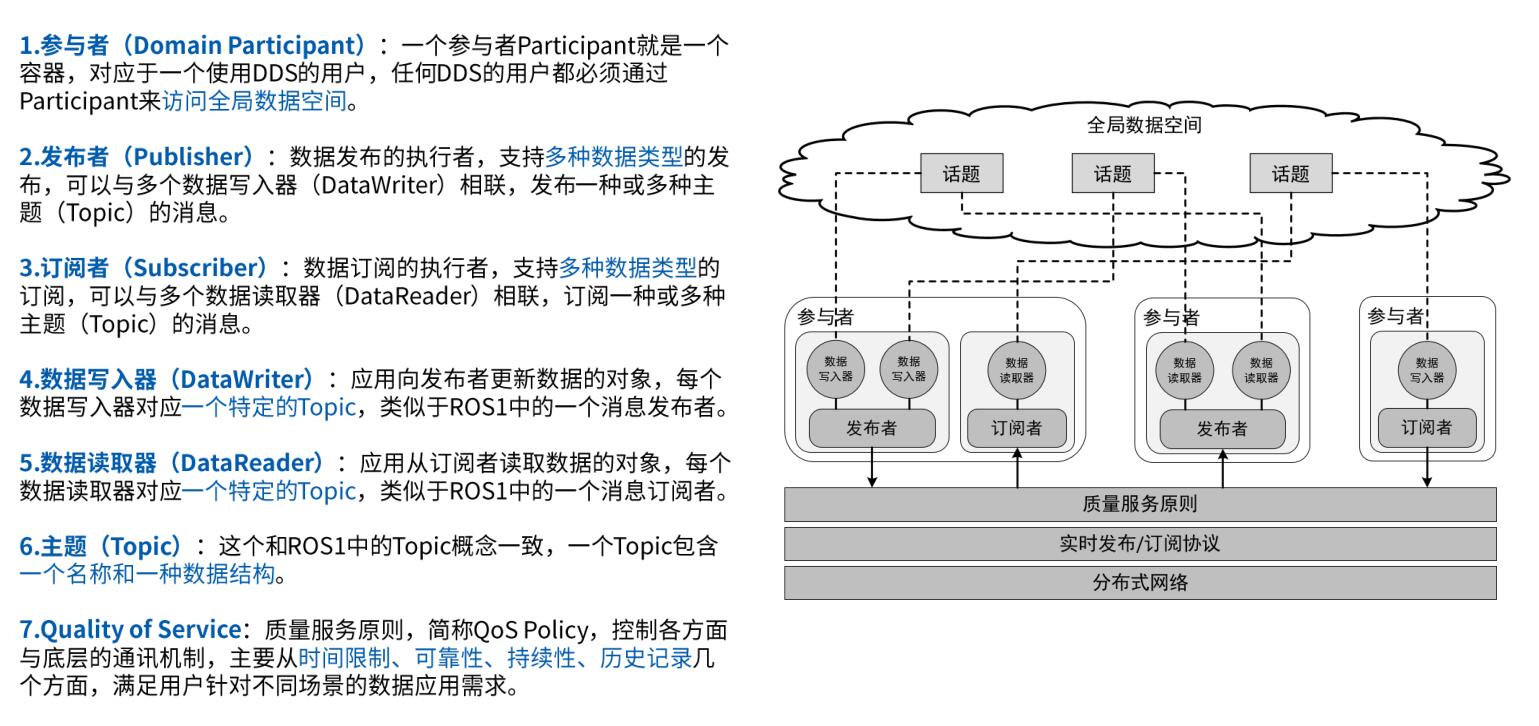 1.参与者（Domain Participant）：一个参与者Participant就是一个
容器，对应于一个使用DDS的用户，任何DDS的用户都必须通过
Participant来访问全局数据空间。
2.发布者（Publisher）：数据发布的执行者，支持多种数据类型的发
布，可以与多个数据写入器（DataWriter）相联，发布一种或多种主
题（Topic）的消息。
3.订阅者（Subscriber）：数据订阅的执行者，支持多种数据类型的
订阅，可以与多个数据读取器（DataReader）相联，订阅一种或多种
主题（Topic）的消息。
4.数据写入器（DataWriter）：应用向发布者更新数据的对象，每个
数据写入器对应一个特定的Topic，类似于ROS1中的一个消息发布者。
5.数据读取器（DataReader）：应用从订阅者读取数据的对象，每个
数据读取器对应一个特定的Topic，类似于ROS1中的一个消息订阅者。
6.主题（Topic）：这个和ROS1中的Topic概念一致，一个Topic包含
一个名称和一种数据结构。
7.Quality of Service：质量服务原则，简称QoS Policy，控制各方面
与底层的通讯机制，主要从时间限制、可靠性、持续性、历史记录几
个方面，满足用户针对不同场景的数据应用需求。
全局数据空间
话题
话题
话题
参与者
数据
写入器
数据
写入器
发布者
数据
读取器
订阅者
参与者
数据
读取器
数据
读取器
发布者
参与者
数据
写入器
订阅者
质量服务原则
实时发布/订阅协议
分布式网络